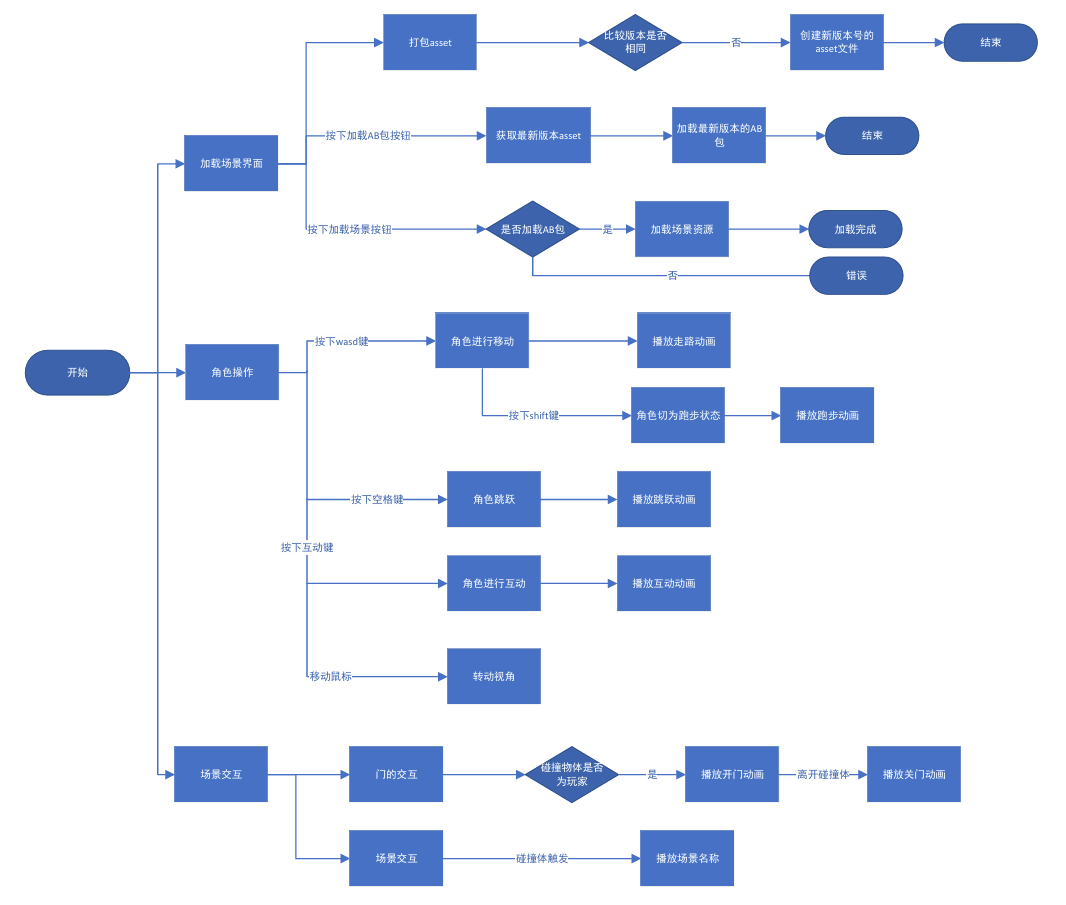 打包asset
比较版本是否
相同
否
创建新版本号的
asset文件
结束
按下加载AB包按钮
获取最新版本asset
加载最新版本的AB
包
结束
加载场景界面
按下加载场景按钮
是否加载AB包
是
加载场景资源
加载完成
否
错误
开始
角色操作
按下wasd键
角色进行移动
播放走路动画
按下shift键
角色切为跑步状态
播放跑步动画
按下空格键
角色跳跃
播放跳跃动画
按下互动键
角色进行互动
播放互动动画
移动鼠标
转动视角
场景交互
门的交互
碰撞物体是否
为玩家
是
播放开门动画
离开碰撞体
播放关门动画
场景交互
碰撞体触发
播放场景名称